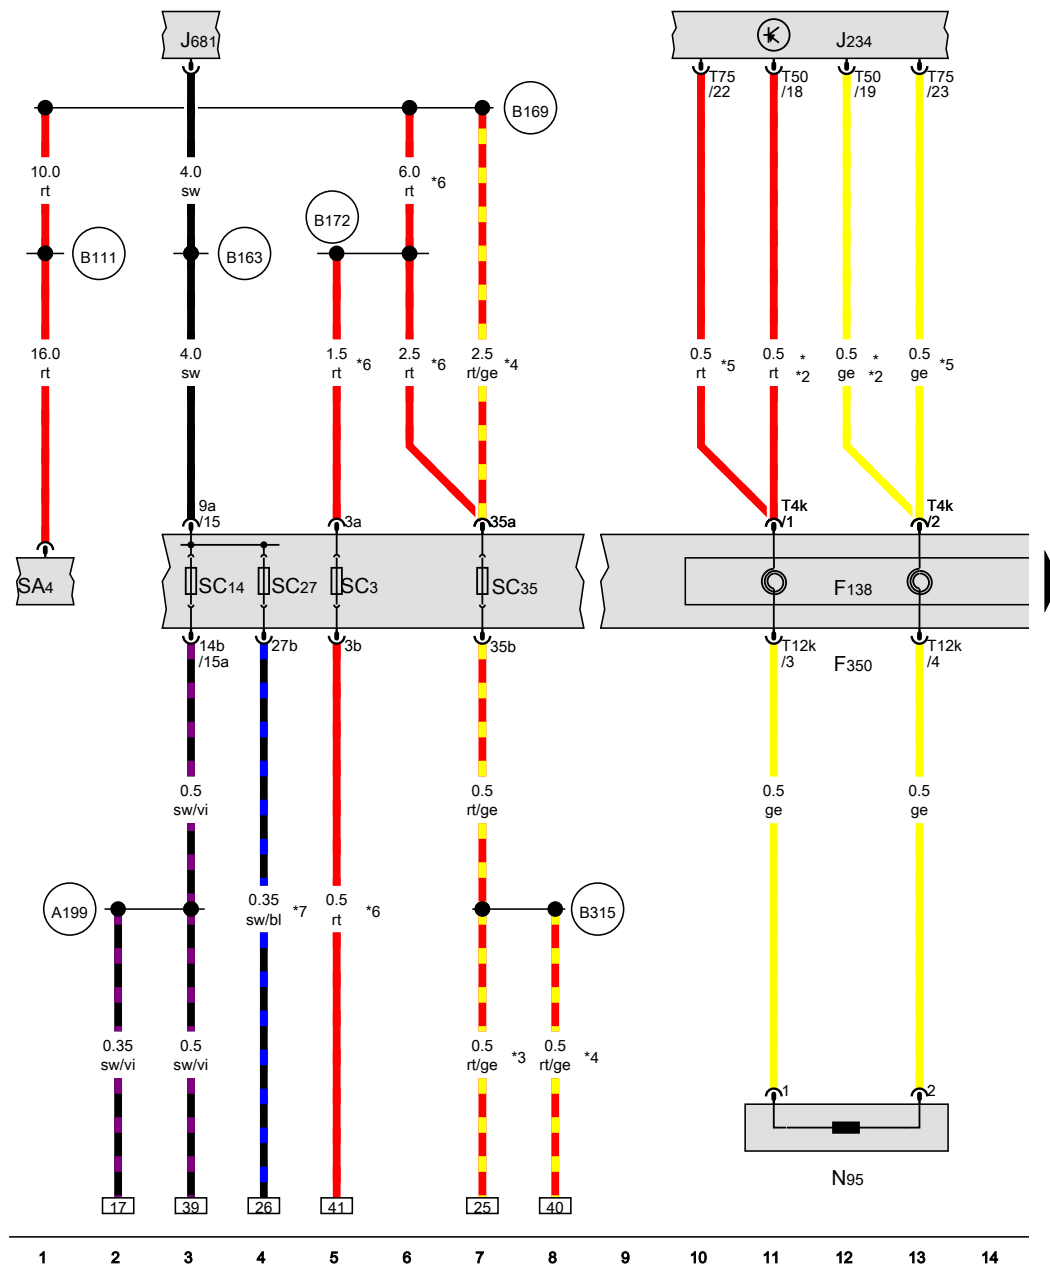 J681
J234
T75
/22
T50
/18
T50
/19
T75
/23
B169
10.0
rt
4.0
sw
6.0
rt
*6
B172
B111
B163
16.0
rt
4.0
sw
1.5
rt
*6
2.5
rt
*6
2.5
rt/ge
*4
0.5
rt
*5
0.5
rt
*
*2
0.5
ge
*
*2
0.5
ge
*5
9a
/15
3a
35a
T4k
/1
T4k
/2
SA4
SC14
SC27
SC3
SC35
F138
14b
/15a
27b
3b
35b
T12k
/3
F350
T12k
/4
0.5
sw/vi
0.5
rt/ge
0.5
ge
0.5
ge
A199
0.35
sw/bl
*7
0.5
rt
*6
B315
0.35
sw/vi
0.5
sw/vi
0.5
rt/ge
*3
0.5
rt/ge
*4
1
2
N95
17
39
26
41
25
40
1 2 3 4 5 6 7 8 9 10 11 12 13 14